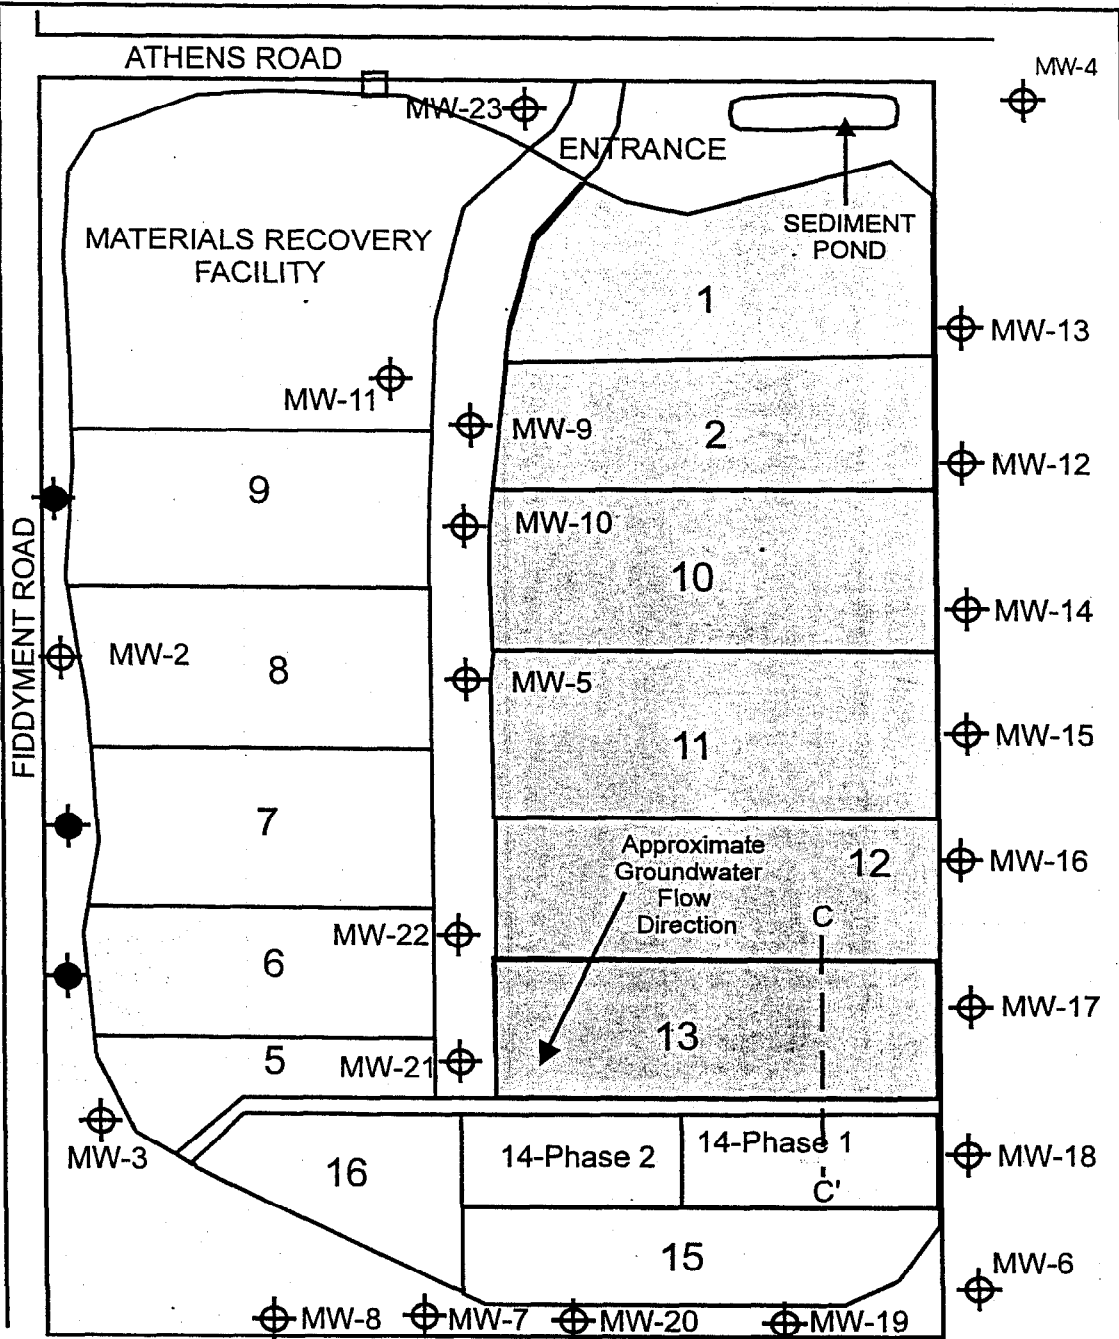 MW-4
ATHENS ROAD
MW-23
ENTRANCE
SEDIMENT
POND
MATERIALS RECOVERY
FACILITY
1
MW-13
MW-11
MW-9
2
MW-12
9
MW-10
10
MW-14
FIDDYMENT ROAD
MW-2
8
MW-5
11
MW-15
7
Approximate
Groundwater
Flow
Direction
12
MW-16
C
MW-22
6
13
MW-17
5
MW-21
MW-3
16
14-Phase 2
14-Phase 1
MW-18
C'
15
MW-6
MW-8
MW-7
MW-20
MW-19